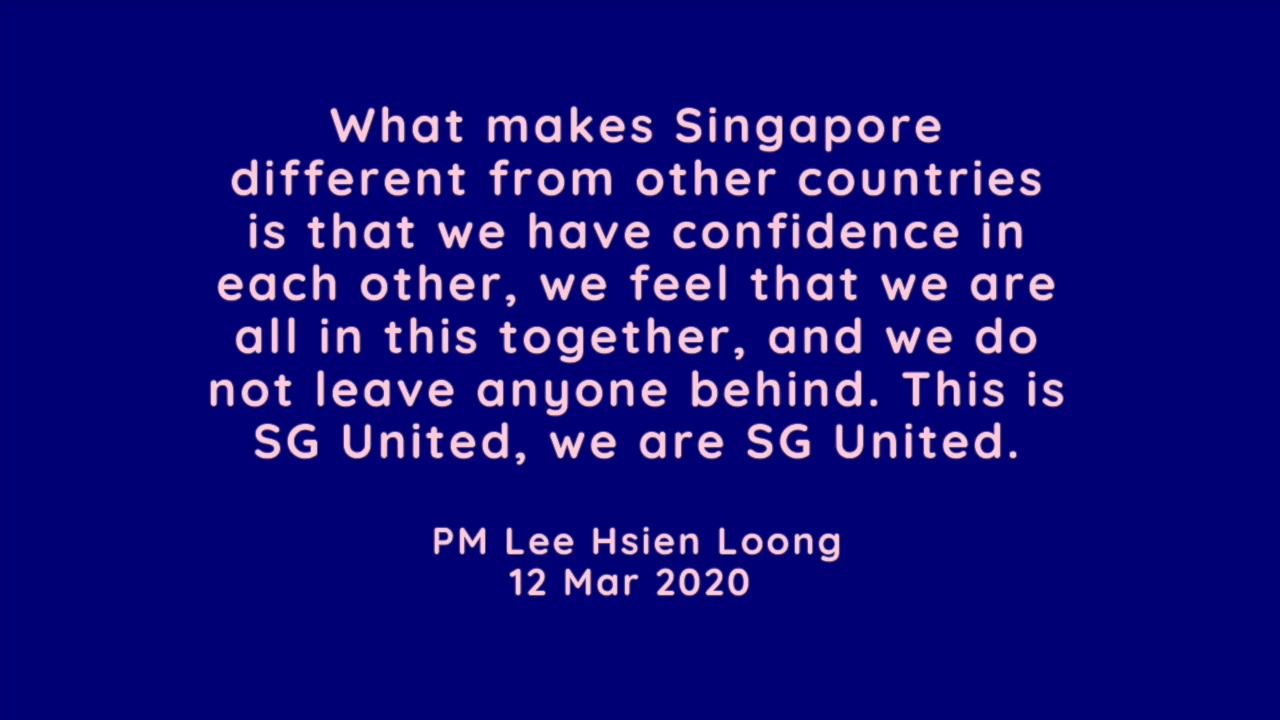 What makes Singapore
different from other countries
is that we have confidence in
each other, we feel that we are
all in this together, and we do
not leave anyone behind. This is
SG United, we are SG United.
PM Lee Hsien Loong
12 Mar 2020